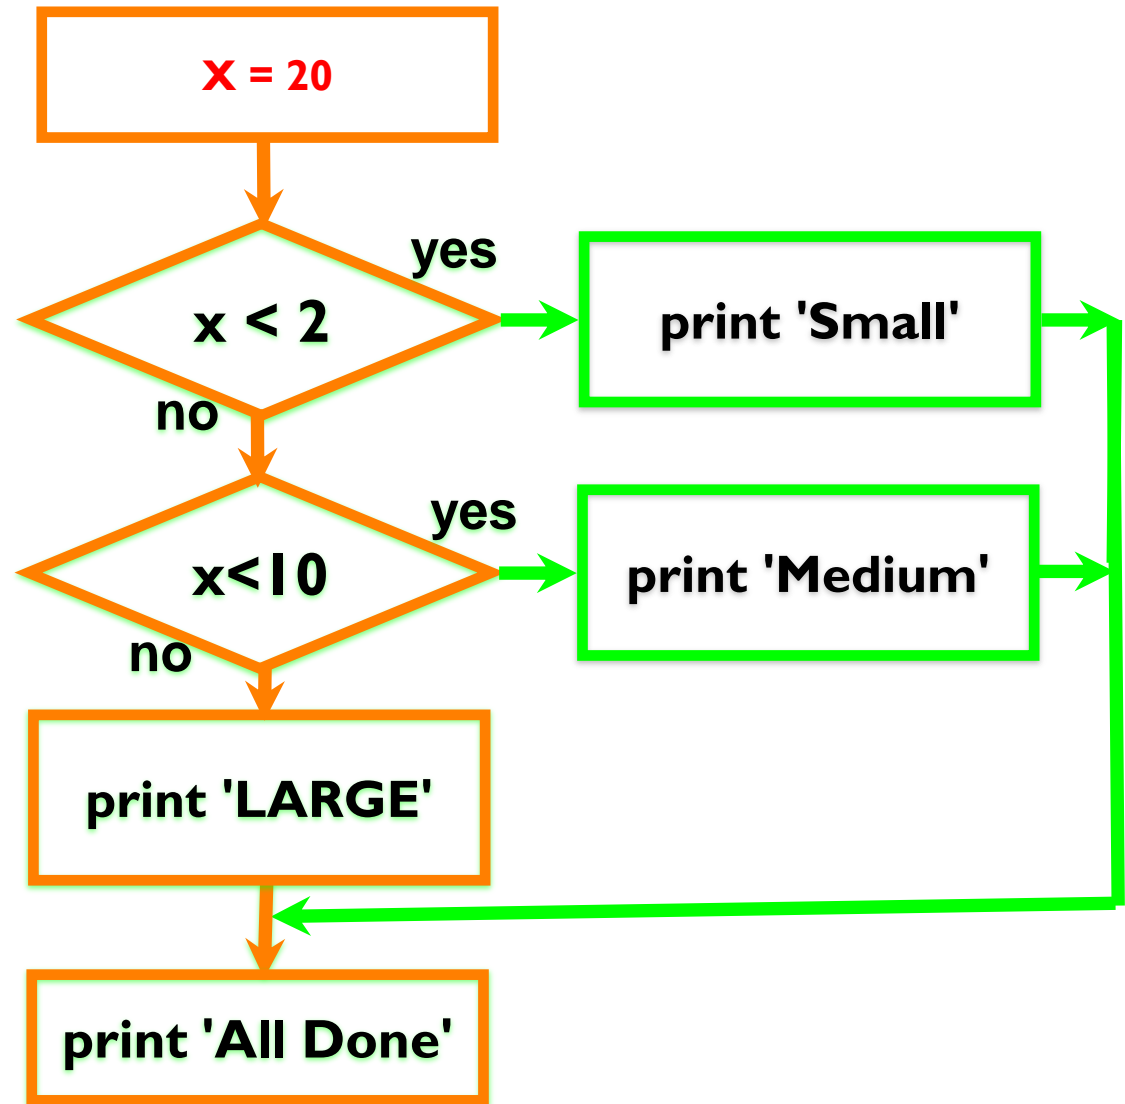 X = 20
yes
x < 2
print 'Small'
no
yes
x<10
print 'Medium'
no
print 'LARGE'
print 'All Done'